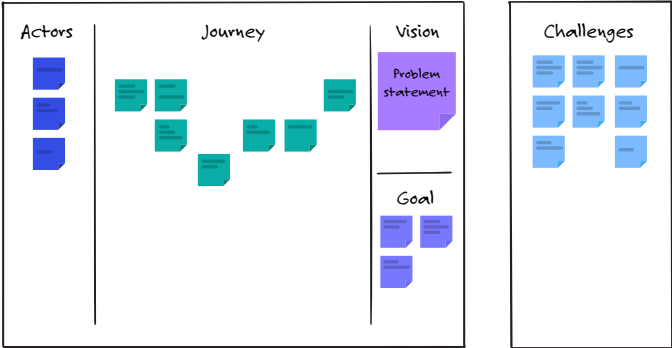 Actors
Journey
Vision
Challenges
Problem
statement
Goal